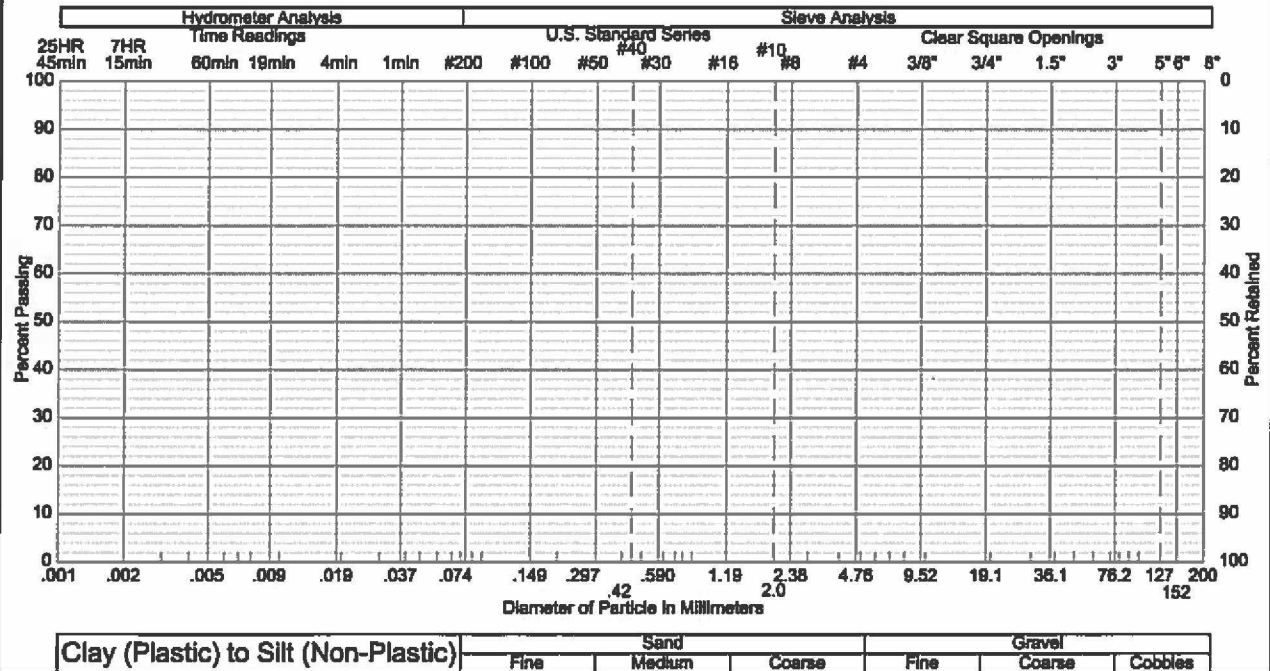 Hydrometer Analysis Sieve Analysis
Time Readings U.S. Standard Series Clear Square Openings
25HR 7HR #40 #10
45min 15min 60min 19min 4min 1min #200 #100 #50 #30 #16 #8 #4 3/8" 3/4" 1.5" 3" 5" 6" 8"
100 0
90 10
80 20
70 30
60 40
50 50
40 60
30 70
20 80
10 90
0 100
Percent Passing
Percent Retained
.001 .002 .005 .009 .019 .037 .074 .149 .297 .590 1.19 2.38 4.76 9.52 19.1 36.1 76.2 127 200
.42 2.0 152
Diameter of Particle in Millimeters
Clay (Plastic) to Silt (Non-Plastic) Sand Gravel
Fine Medium Coarse Fine Coarse Cobbles